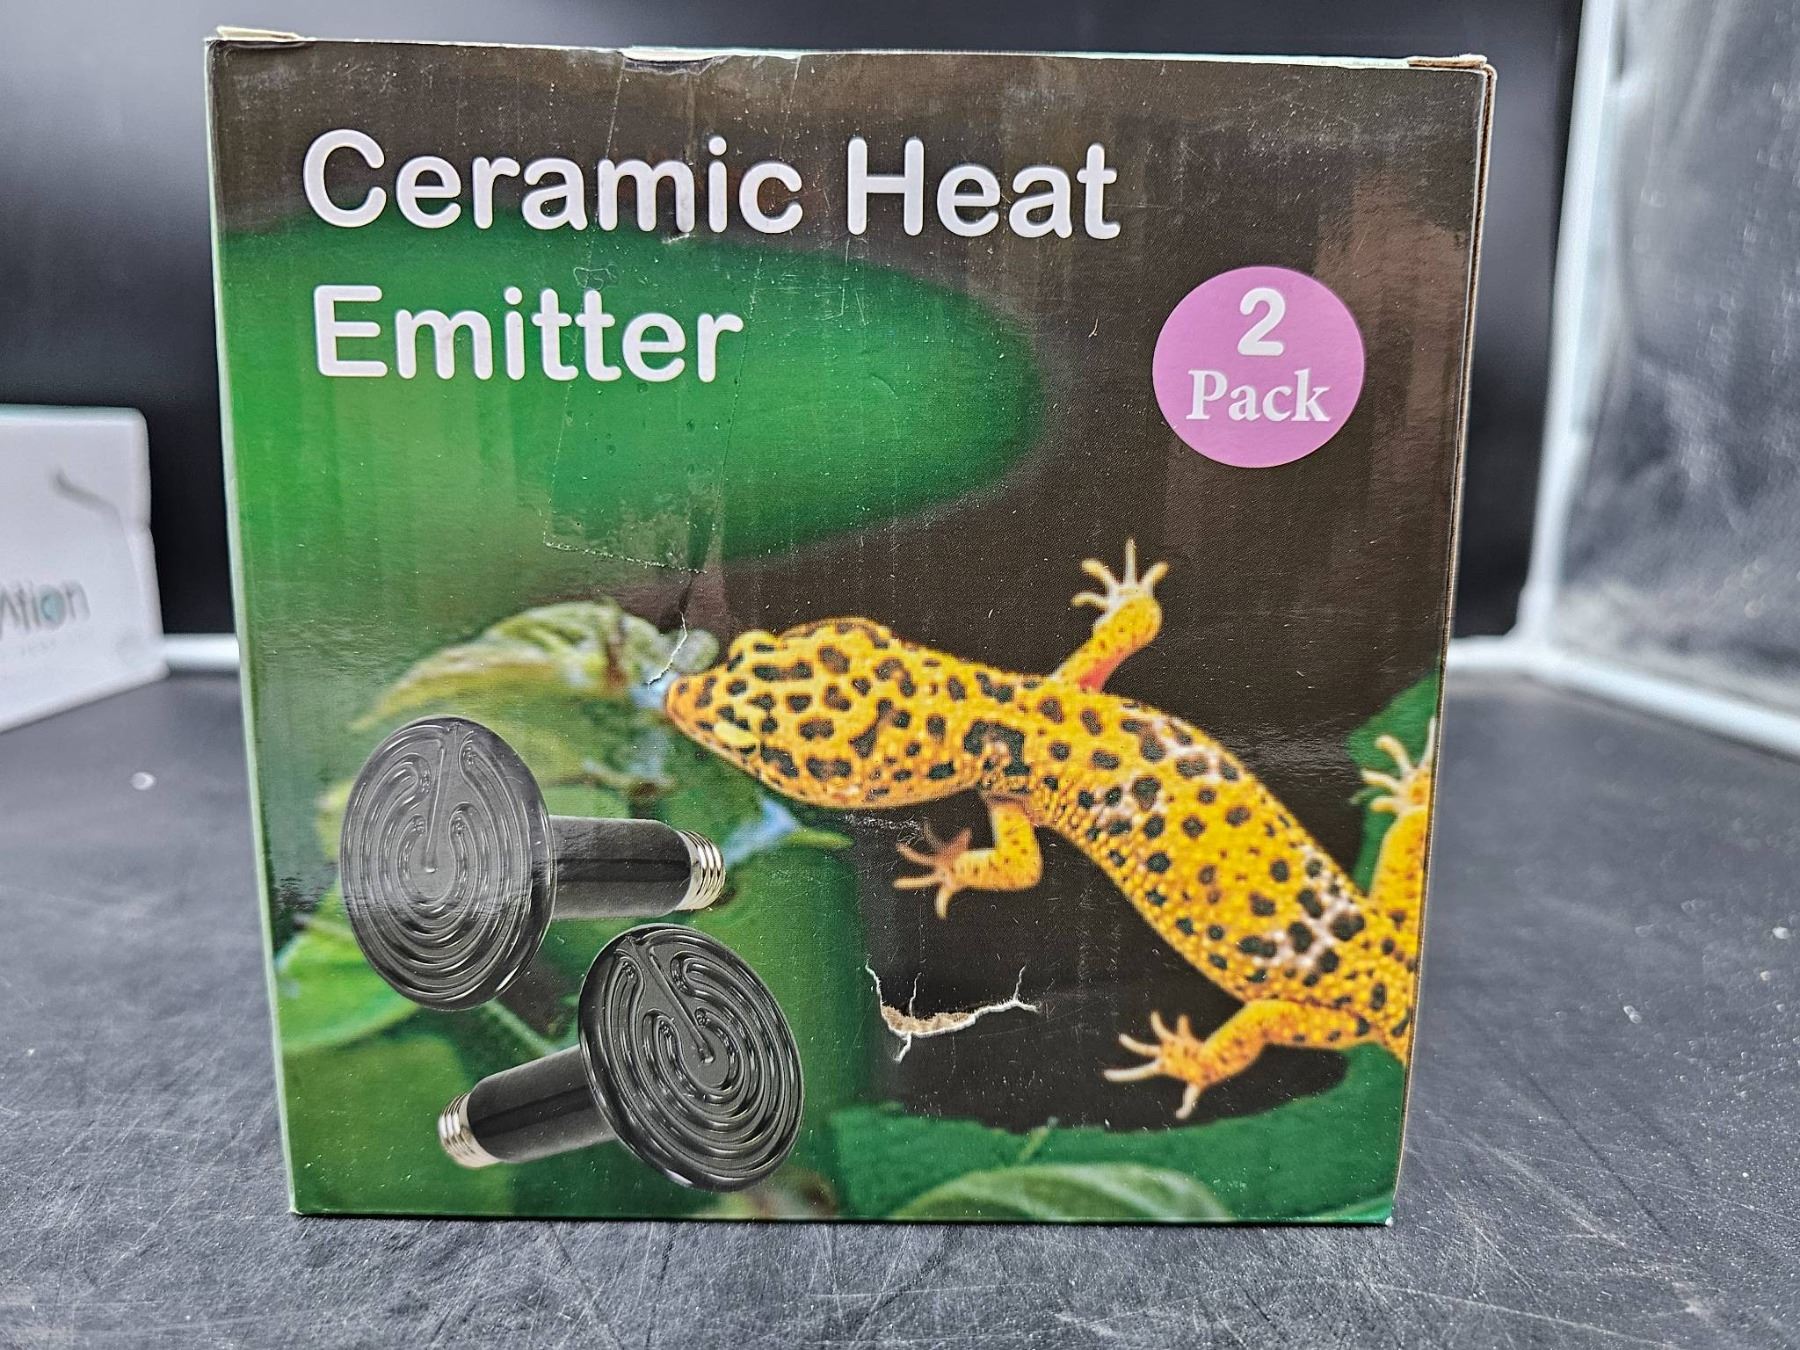 Ceramic Heat
Emitter
2
Pack